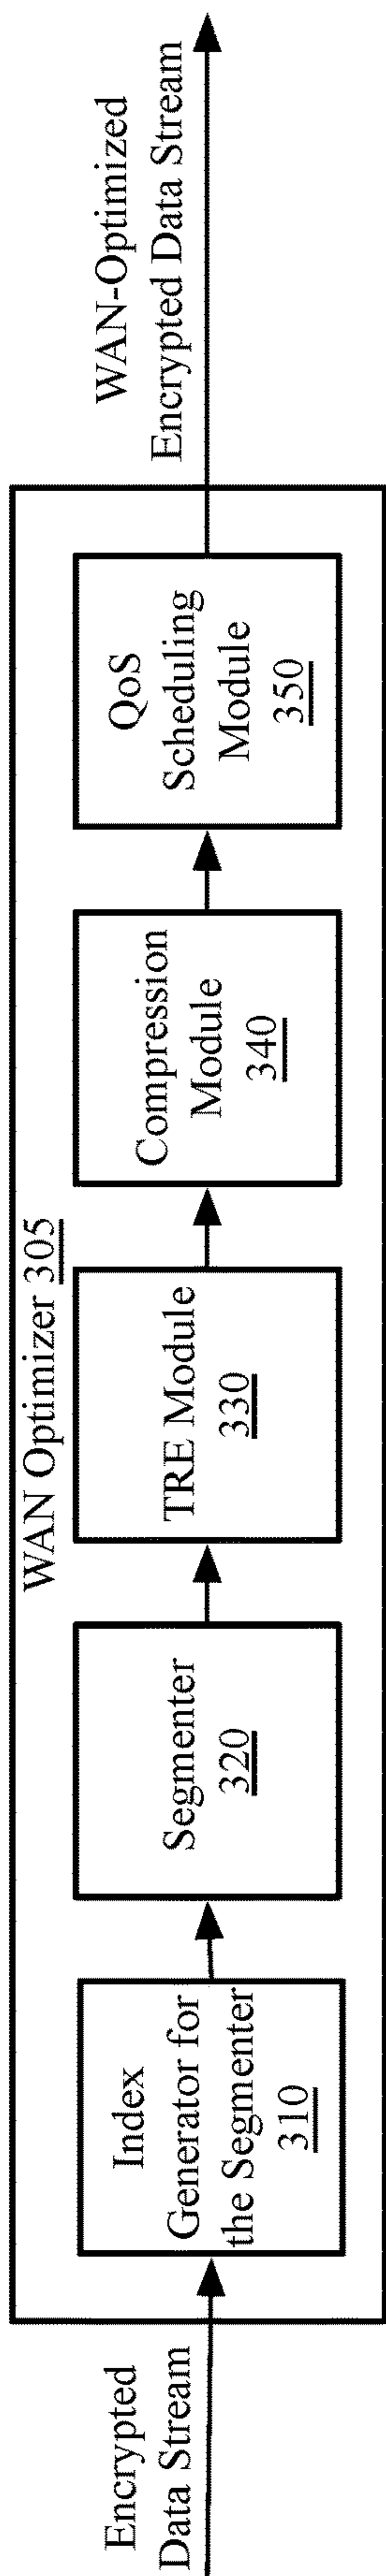 Encrypted
Data Stream
WAN Optimizer 305
Index
Generator for
the Segmenter
310
Segmenter
320
TRE Module
330
Compression
Module
340
QoS
Scheduling
Module
350
WAN-Optimized
Encrypted Data Stream